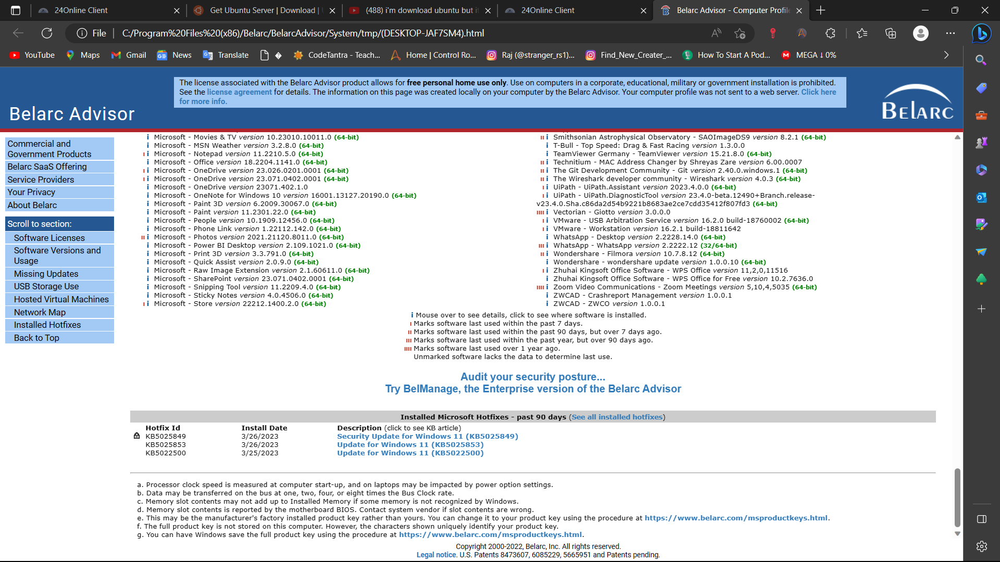 24Online Client
Get Ubuntu Server | Download |
(488) i'm download ubuntu but i
24Online Client
Belarc Advisor - Computer Profile
File
C:/Program%20Files%20(x86)/Belarc/BelarcAdvisor/System/tmp/(DESKTOP-JAF7SM4).html
YouTube
Maps
Gmail
News
Translate
CodeTantra - Teach...
Home | Control Ro...
Raj (@stranger_rs1)...
Find_New_Creater_...
How To Start A Pod...
MEGA ⭣ 0%
The license associated with the Belarc Advisor product allows for free personal home use only. Use on computers in a corporate, educational, military or government installation is prohibited.
See the license agreement for details. The information on this page was created locally on your computer by the Belarc Advisor. Your computer profile was not sent to a web server. Click here
for more info.
Belarc Advisor
BELARC
Commercial and
Government Products
Belarc SaaS Offering
Service Providers
Your Privacy
About Belarc
Scroll to section:
Software Licenses
Software Versions and
Usage
Missing Updates
USB Storage Use
Hosted Virtual Machines
Network Map
Installed Hotfixes
Back to Top
i Microsoft - Movies & TV version 10.23010.10011.0 (64-bit)
i Microsoft - MSN Weather version 3.2.8.0 (64-bit)
ı i Microsoft - Notepad version 11.2210.5.0 (64-bit)
i Microsoft - Office version 18.2204.1141.0 (64-bit)
ı i Microsoft - OneDrive version 23.026.0201.0001 (64-bit)
ı i Microsoft - OneDrive version 23.071.0402.0001 (64-bit)
i Microsoft - OneDrive version 23071.402.1.0
i Microsoft - OneNote for Windows 10 version 16001.13127.20190.0 (64-bit)
i Microsoft - Paint 3D version 6.2009.30067.0 (64-bit)
i Microsoft - Paint version 11.2301.22.0 (64-bit)
i Microsoft - People version 10.1909.12456.0 (64-bit)
i Microsoft - Phone Link version 1.22112.142.0 (64-bit)
ıı i Microsoft - Photos version 2021.21120.8011.0 (64-bit)
i Microsoft - Power BI Desktop version 2.109.1021.0 (64-bit)
i Microsoft - Print 3D version 3.3.791.0 (64-bit)
i Microsoft - Quick Assist version 2.0.9.0 (64-bit)
i Microsoft - Raw Image Extension version 2.1.60611.0 (64-bit)
i Microsoft - SharePoint version 23.071.0402.0001 (64-bit)
i Microsoft - Snipping Tool version 11.2209.4.0 (64-bit)
i Microsoft - Sticky Notes version 4.0.4506.0 (64-bit)
ı i Microsoft - Store version 22212.1400.2.0 (64-bit)
ıı i Smithsonian Astrophysical Observatory - SAOImageDS9 version 8.2.1 (64-bit)
i T-Bull - Top Speed: Drag & Fast Racing version 1.3.0.0
i TeamViewer Germany - TeamViewer version 15.21.8.0 (64-bit)
ıı i Technitium - MAC Address Changer by Shreyas Zare version 6.00.0007
ıı i The Git Development Community - Git version 2.40.0.windows.1 (64-bit)
ıı i The Wireshark developer community - Wireshark version 4.0.3 (64-bit)
ı i UiPath - UiPath.Assistant version 2023.4.0.0 (64-bit)
ı i UiPath - UiPath.DiagnosticTool version 23.4.0-beta.12490+Branch.release-
v23.4.0.Sha.c86da2d54b9221b8683ae2ce7cdd35412f807fd3 (64-bit)
ıııı i Vectorian - Giotto version 3.0.0.0
ı i VMware - USB Arbitration Service version 16.2.0 build-18760002 (64-bit)
ı i VMware - Workstation version 16.2.1 build-18811642
i WhatsApp - Desktop version 2.2228.14.0 (64-bit)
ııı i WhatsApp - WhatsApp version 2.2222.12 (32/64-bit)
ıı i Wondershare - Filmora version 10.7.8.12 (64-bit)
i Wondershare - wondershare update version 1.0.0.10 (64-bit)
ı i Zhuhai Kingsoft Office Software - WPS Office version 11,2,0,11516
i Zhuhai Kingsoft Office Software - WPS Office for Free version 10.2.7636.0
ıııı i Zoom Video Communications - Zoom Meetings version 5,10,4,5035 (64-bit)
i ZWCAD - Crashreport Management version 1.0.0.1
i ZWCAD - ZWCO version 1.0.0.1
i Mouse over to see details, click to see where software is installed.
ı Marks software last used within the past 7 days.
ıı Marks software last used within the past 90 days, but over 7 days ago.
ııı Marks software last used within the past year, but over 90 days ago.
ıııı Marks software last used over 1 year ago.
Unmarked software lacks the data to determine last use.
Audit your security posture...
Try BelManage, the Enterprise version of the Belarc Advisor
Installed Microsoft Hotfixes - past 90 days (See all installed hotfixes)
Hotfix Id Install Date Description (click to see KB article)
KB5025849 3/26/2023 Security Update for Windows 11 (KB5025849)
KB5025853 3/26/2023 Update for Windows 11 (KB5025853)
KB5022500 3/25/2023 Update for Windows 11 (KB5022500)
a. Processor clock speed is measured at computer start-up, and on laptops may be impacted by power option settings.
b. Data may be transferred on the bus at one, two, four, or eight times the Bus Clock rate.
c. Memory slot contents may not add up to Installed Memory if some memory is not recognized by Windows.
d. Memory slot contents is reported by the motherboard BIOS. Contact system vendor if slot contents are wrong.
e. This may be the manufacturer's factory installed product key rather than yours. You can change it to your product key using the procedure at https://www.belarc.com/msproductkeys.html.
f. The full product key is not stored on this computer. However, the characters shown uniquely identify your product key.
g. You can have Windows save the full product key using the procedure at https://www.belarc.com/msproductkeys.html.
Copyright 2000-2022, Belarc, Inc. All rights reserved.
Legal notice. U.S. Patents 8473607, 6085229, 5665951 and Patents pending.